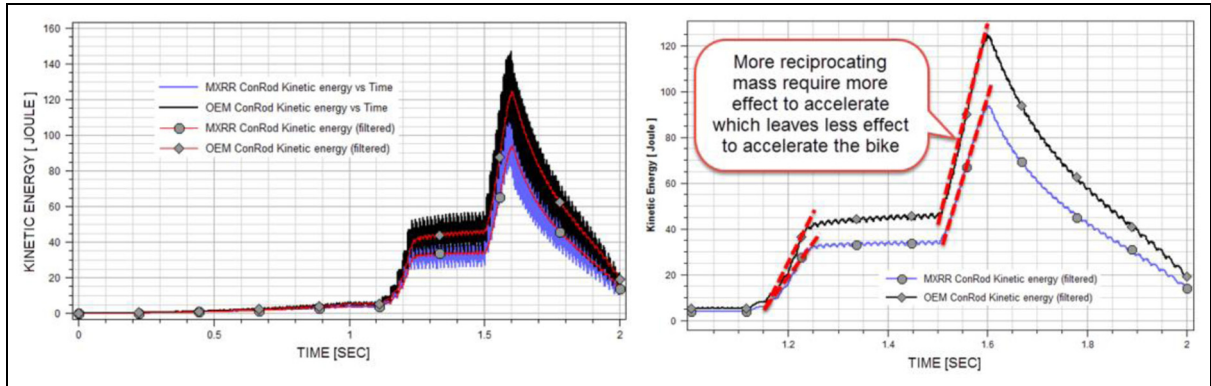 KINETIC ENERGY [ JOULE]
160
140
120
100
80
60
40
20
0
MXRR ConRod Kinetic energy vs Time
OEM ConRod Kinetic energy vs Time
MXRR ConRod Kinetic energy (filtered)
OEM ConRod Kinetic energy (filtered)
0
0.5
1
1.5
2
TIME [SEC]
Kinetic Energy [ Joule]
120
100
80
60
40
20
0
More reciprocating
mass require more
effect to accelerate
which leaves less effect
to accelerate the bike
MXRR ConRod Kinetic energy (filtered)
OEM ConRod Kinetic energy (filtered)
1.2
1.4
1.6
1.8
2
TIME [SEC]